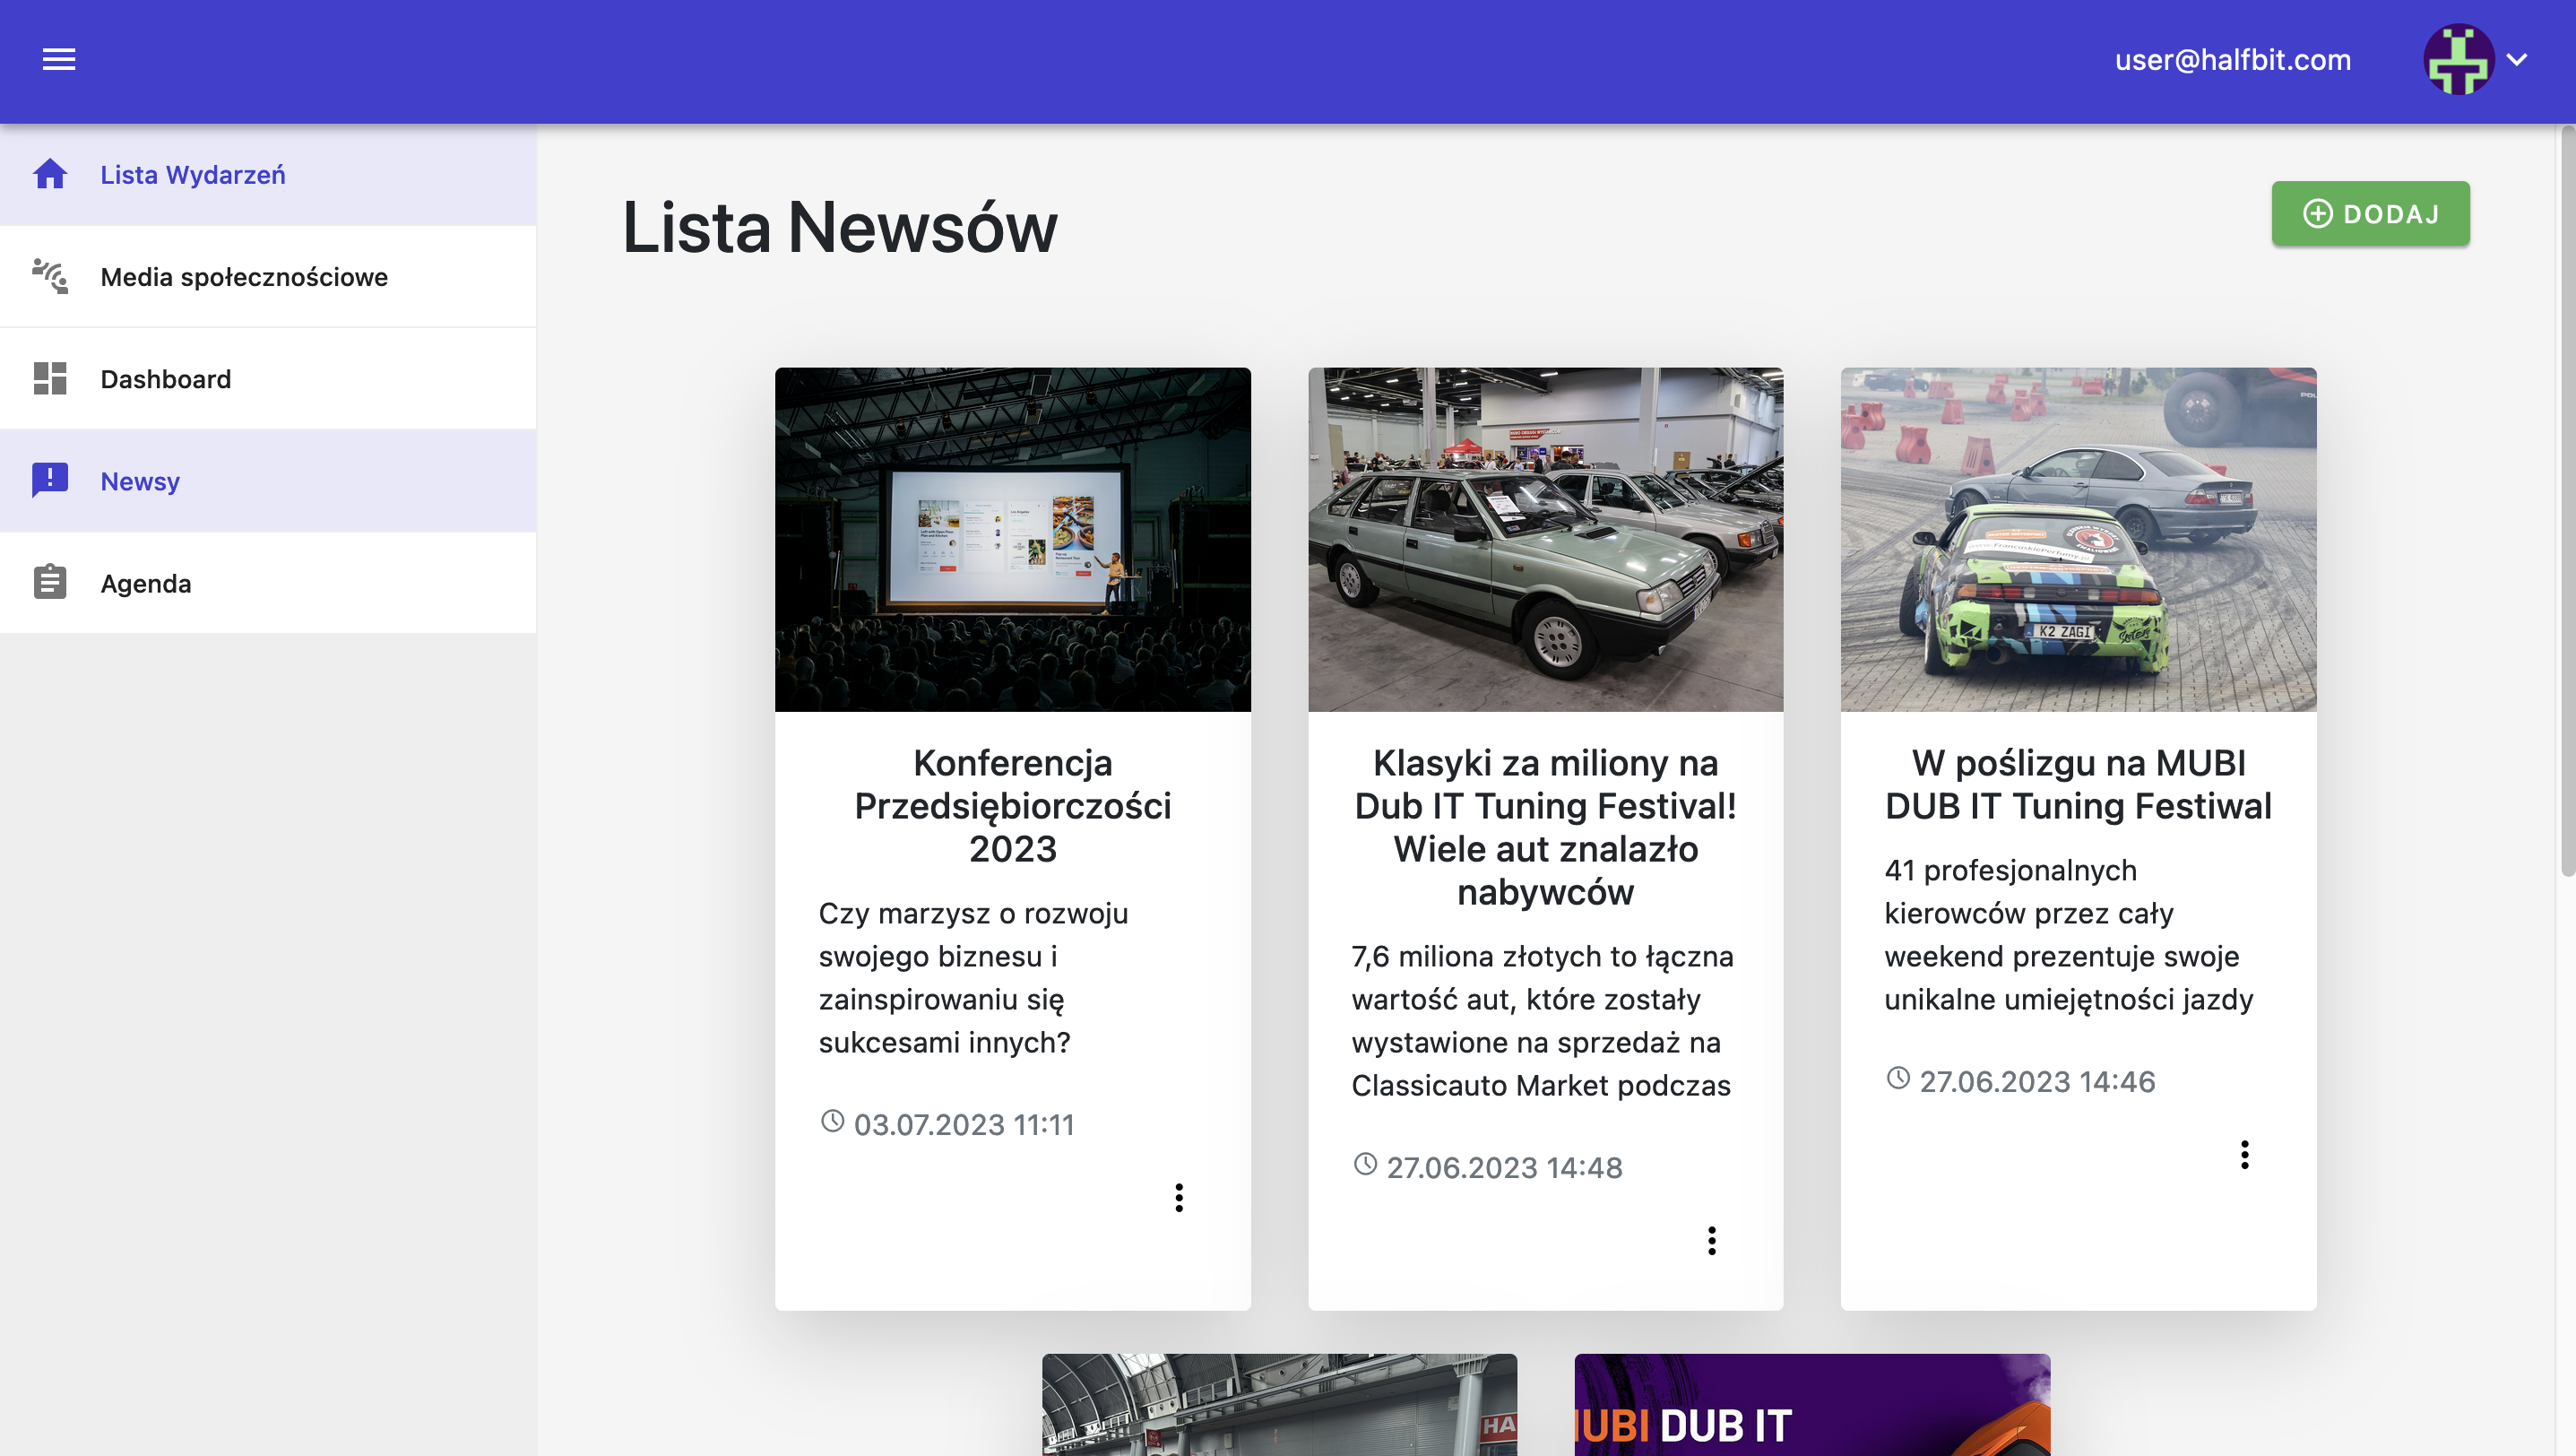 user@halfbit.com
Lista Wydarzeń
Media społecznościowe
Dashboard
Newsy
Agenda
Lista Newsów
DODAJ
Konferencja
Przedsiębiorczości
2023
Czy marzysz o rozwoju
swojego biznesu i
zainspirowaniu się
sukcesami innych?
03.07.2023 11:11
Klasyki za miliony na
Dub IT Tuning Festival!
Wiele aut znalazło
nabywców
7,6 miliona złotych to łączna
wartość aut, które zostały
wystawione na sprzedaż na
Classicauto Market podczas
27.06.2023 14:48
K2 ZAGI
W poślizgu na MUBI
DUB IT Tuning Festiwal
41 profesjonalnych
kierowców przez cały
weekend prezentuje swoje
unikalne umiejętności jazdy
27.06.2023 14:46
HA
MUBI DUB IT